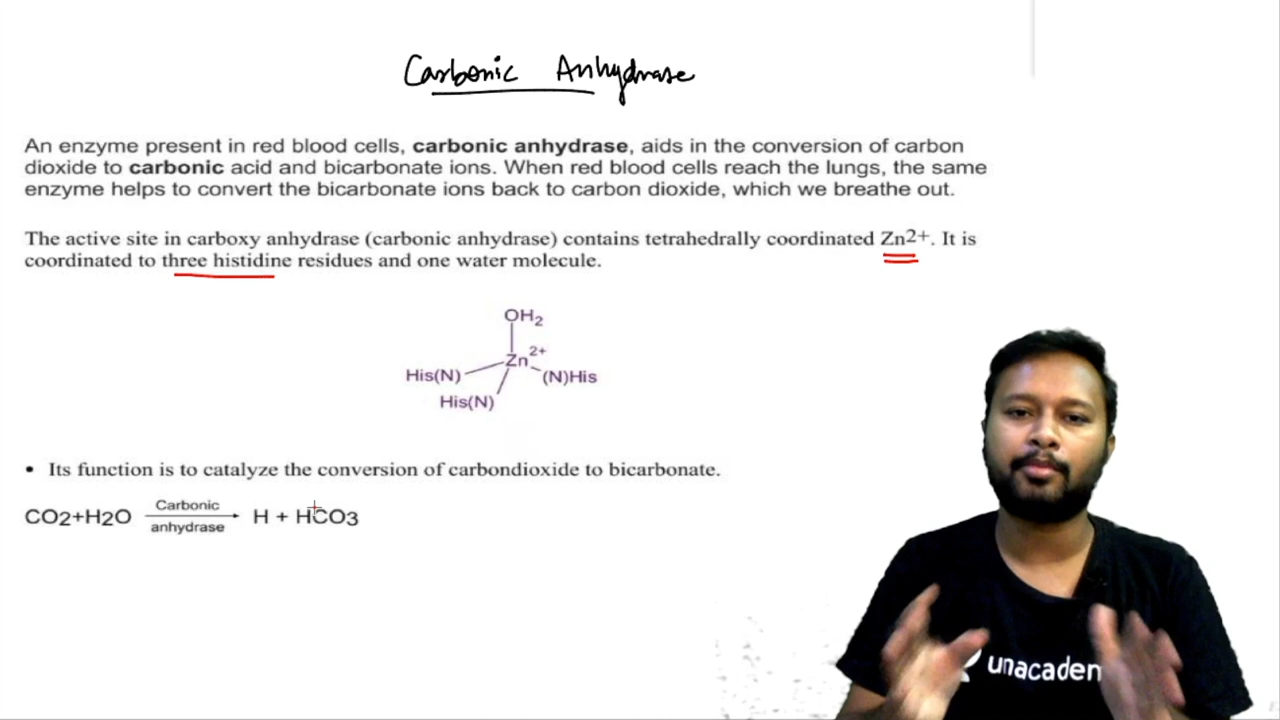 Carbonic Anhydrase
An enzyme present in red blood cells, carbonic anhydrase, aids in the conversion of carbon
dioxide to carbonic acid and bicarbonate ions. When red blood cells reach the lungs, the same
enzyme helps to convert the bicarbonate ions back to carbon dioxide, which we breathe out.
The active site in carboxy anhydrase (carbonic anhydrase) contains tetrahedrally coordinated Zn2+. It is
coordinated to three histidine residues and one water molecule.
OH2
Zn2+
His(N) (N)His
His(N)
• Its function is to catalyze the conversion of carbondioxide to bicarbonate.
Carbonic
CO2+H2O H + HCO3
anhydrase
unacadem